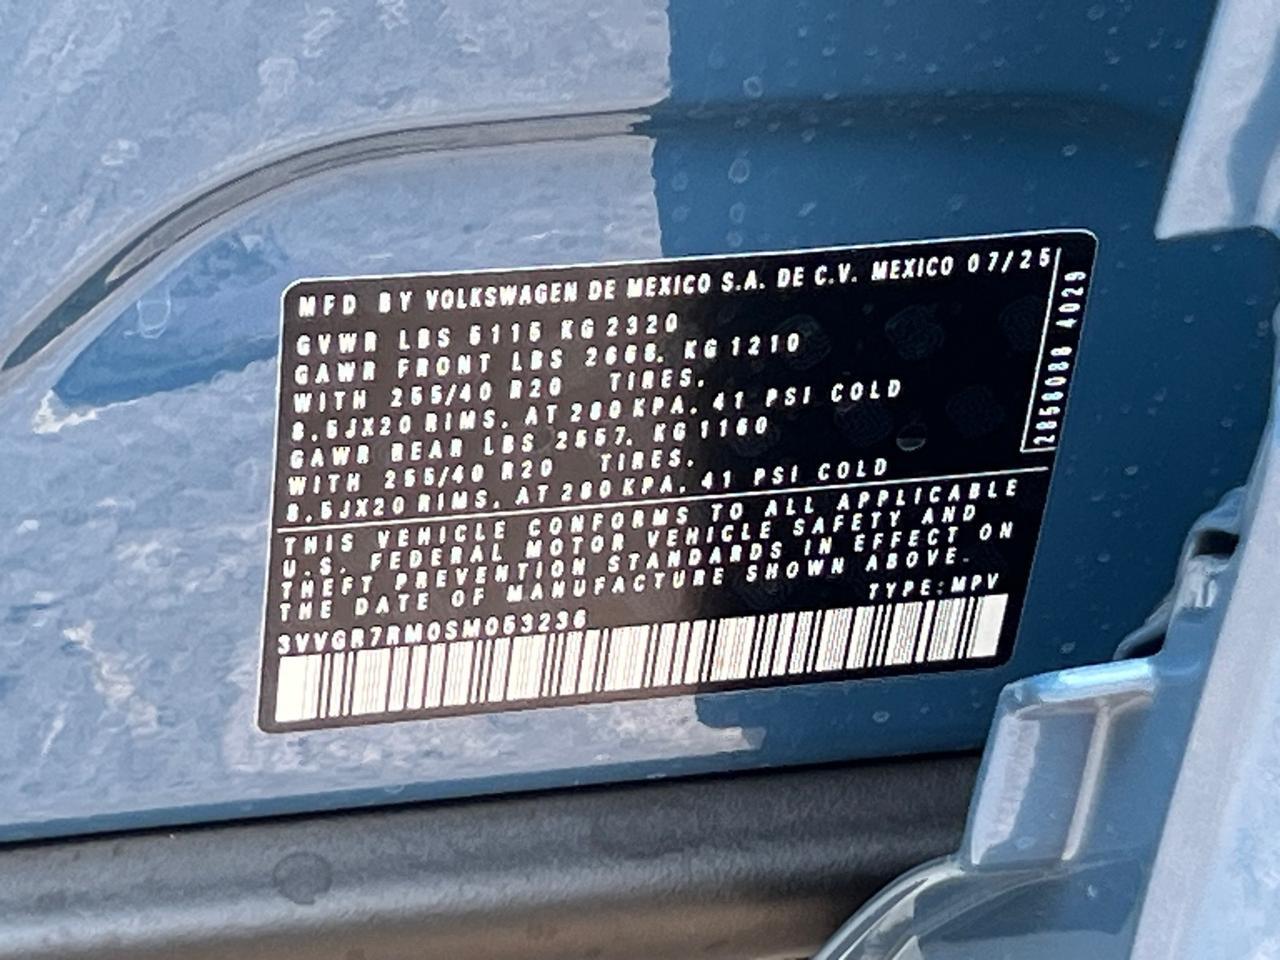 MFD BY VOLKSWAGEN DE MEXICO S.A. DE C.V. MEXICO 07/25
GVWR LBS 5115 KG 2320
GAWR FRONT LBS 2668. KG 1210
WITH 255/40 R20 TIRES.
8.5JX20 RIMS. AT 280 KPA. 41 PSI COLD
GAWR REAR LBS 2557. KG 1160
WITH 255/40 R20 TIRES.
8.5JX20 RIMS. AT 280 KPA. 41 PSI COLD
THIS VEHICLE CONFORMS TO ALL APPLICABLE
U.S. FEDERAL MOTOR VEHICLE SAFETY AND
THEFT PREVENTION STANDARDS IN EFFECT ON
THE DATE OF MANUFACTURE SHOWN ABOVE.
TYPE: MPV
3VVGR7RM0SM053236
4029